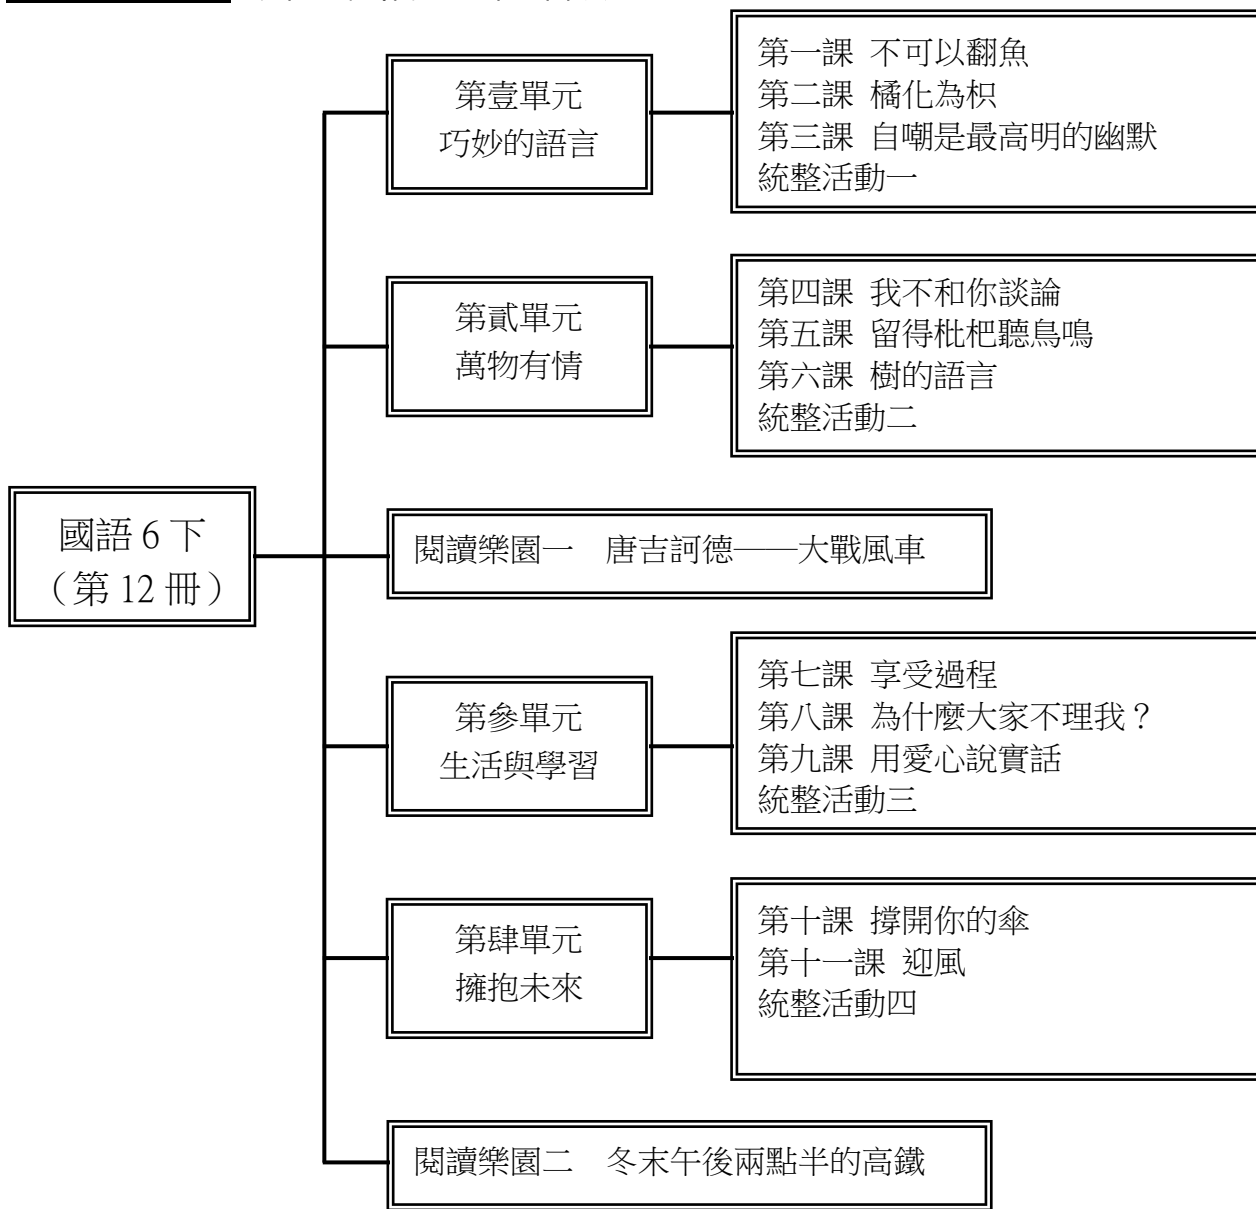 第壹單元
巧妙的語言
第一課 不可以翻魚
第二課 橘化為枳
第三課 自嘲是最高明的幽默
統整活動一
第貳單元
萬物有情
第四課 我不和你談論
第五課 留得枇杷聽鳥鳴
第六課 樹的語言
統整活動二
國語6下
（第12冊）
閱讀樂園一 唐吉訶德——大戰風車
第參單元
生活與學習
第七課 享受過程
第八課 為什麼大家不理我？
第九課 用愛心說實話
統整活動三
第肆單元
擁抱未來
第十課 撐開你的傘
第十一課 迎風
統整活動四
閱讀樂園二 冬末午後兩點半的高鐵